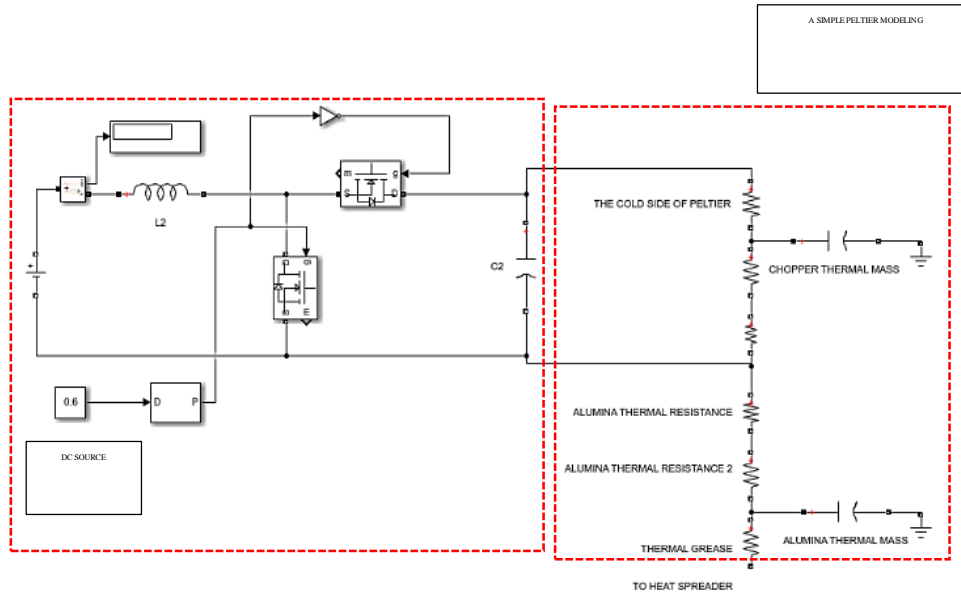 A SIMPLE PELTIER MODELING
THE COLD SIDE OF PELTIER
L2
m
g
S
D
CHOPPER THERMAL MASS
C2
D
g
S
m
0.6
D
P
ALUMINA THERMAL RESISTANCE
DC SOURCE
ALUMINA THERMAL RESISTANCE 2
THERMAL GREASE
ALUMINA THERMAL MASS
TO HEAT SPREADER